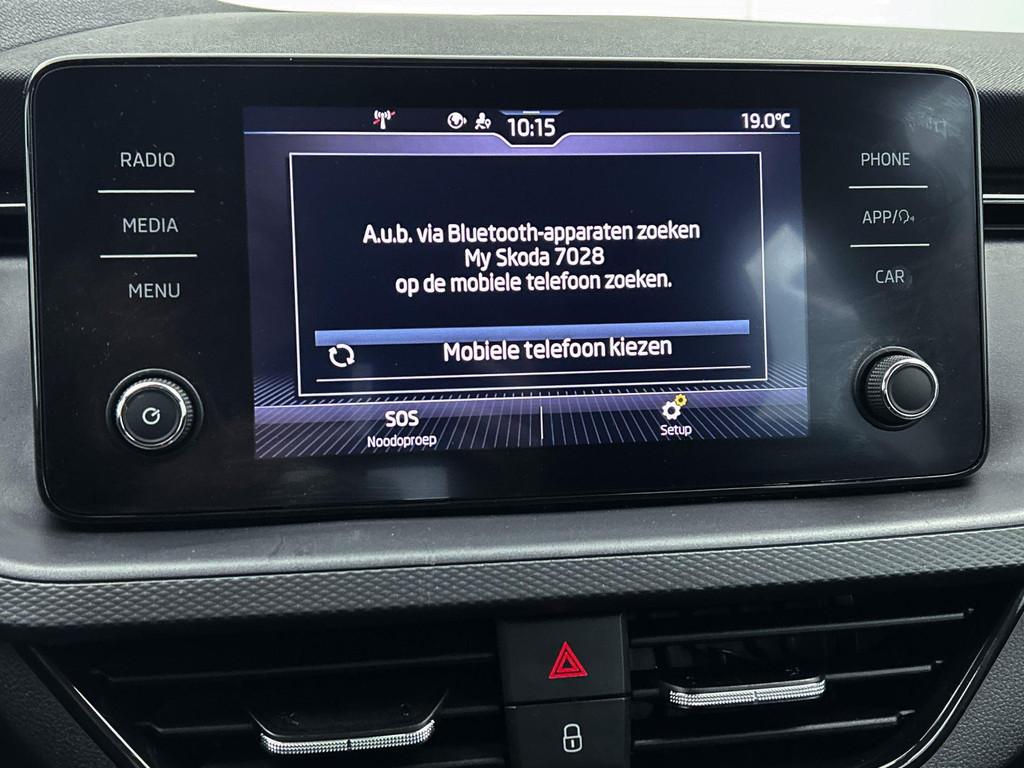 10:15
19.0°C
RADIO
MEDIA
MENU
A.u.b. via Bluetooth-apparaten zoeken
My Skoda 7028
op de mobiele telefoon zoeken.
Mobiele telefoon kiezen
SOS
Noodoproep
Setup
PHONE
APP/
CAR